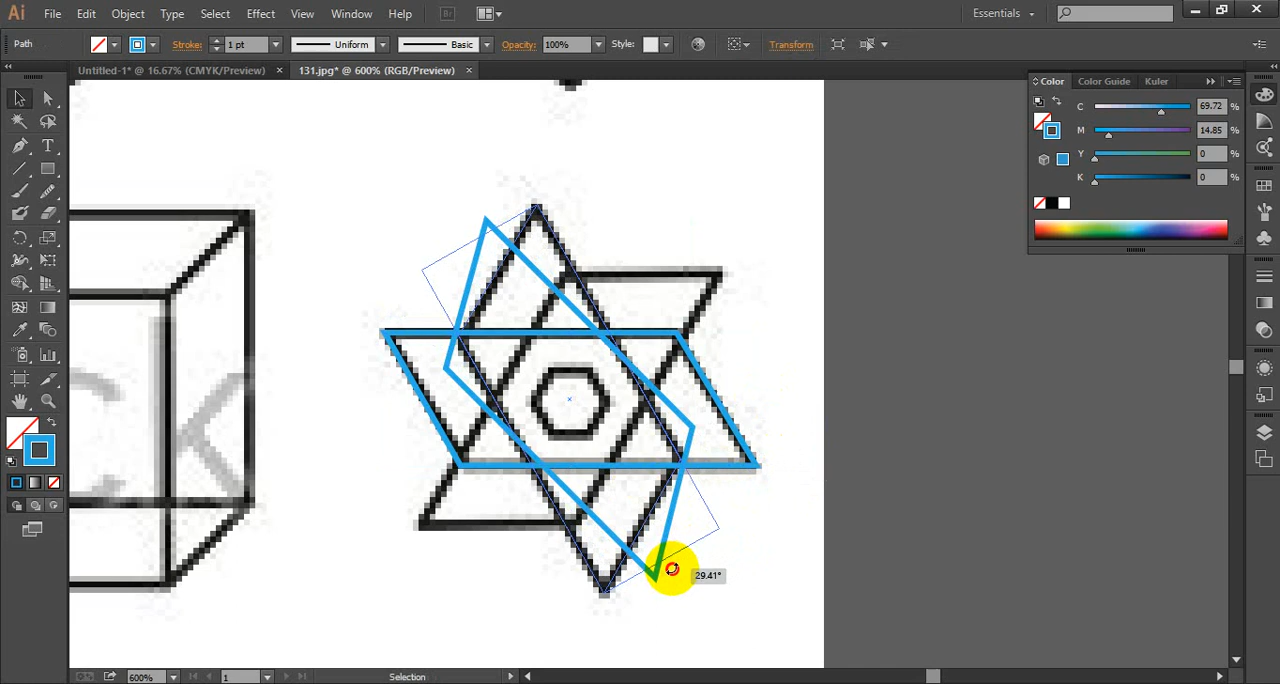 Ai File Edit Object Type Select Effect View Window Help Br Essentials
Path Stroke: 1 pt Uniform Basic Opacity: 100% Style: Transform
Untitled-1* @ 16.67% (CMYK/Preview) × 131.jpg* @ 600% (RGB/Preview) ×
Color Color Guide Kuler
C 69.72 %
M 14.85 %
Y 0 %
K 0 %
29.41°
600% 1 Selection